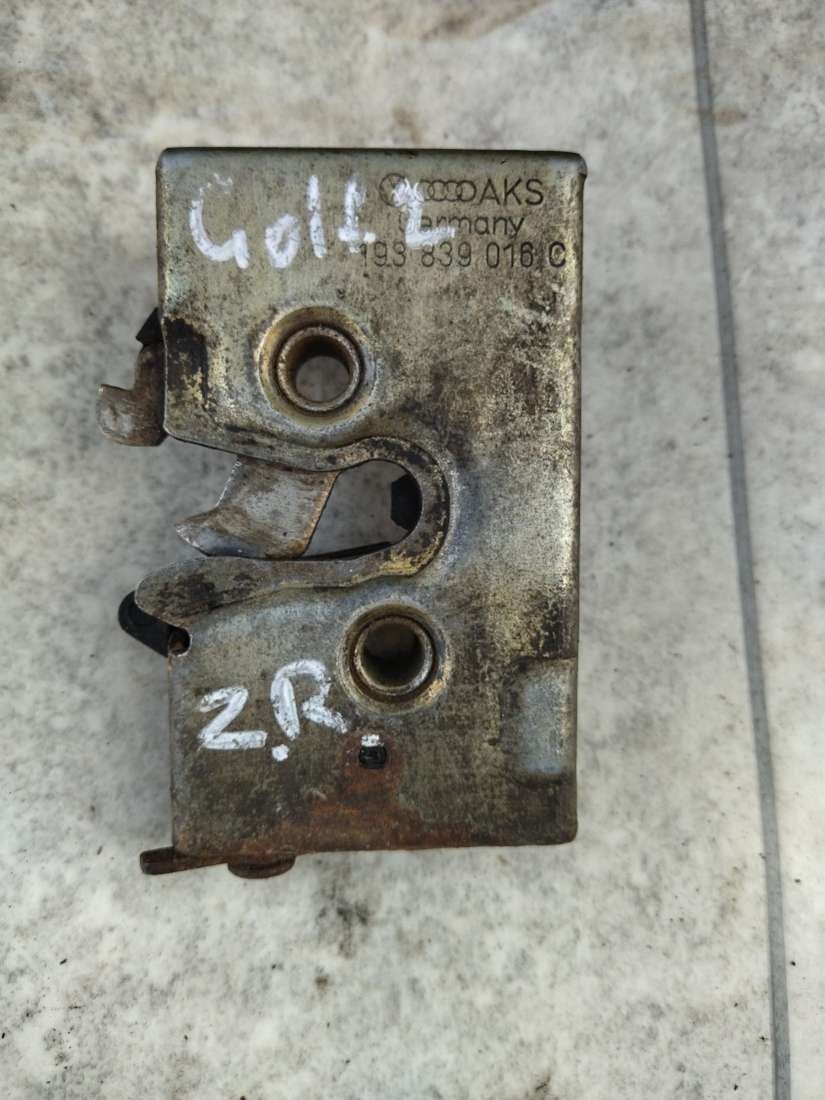 Golf 2
AKS
Germany
193 839 016 C
Z.R.